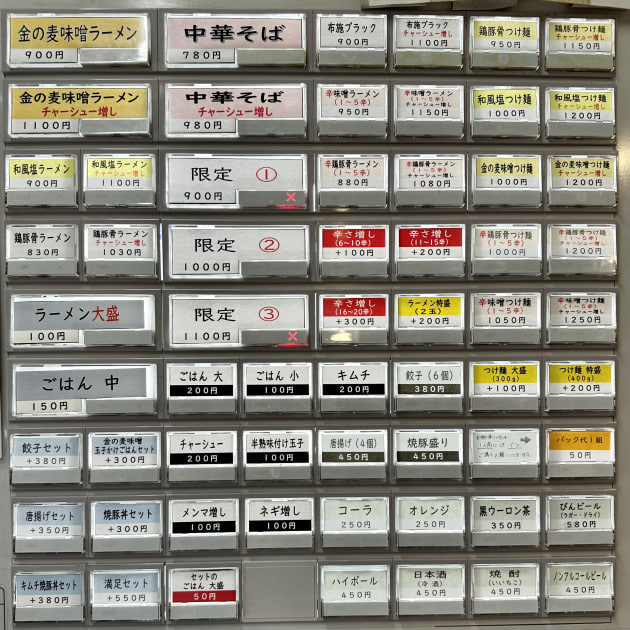 金の麦味噌ラーメン
900円
中華そば
780円
布施ブラック
900円
布施ブラック
チャーシュー増し
1100円
鶏豚骨つけ麺
950円
鶏豚骨つけ麺
チャーシュー増し
1150円
金の麦味噌ラーメン
チャーシュー増し
1100円
中華そば
チャーシュー増し
980円
辛味噌ラーメン
(1～5辛)
950円
辛味噌ラーメン
(1～5辛)
チャーシュー増し
1150円
和風塩つけ麺
1000円
和風塩つけ麺
チャーシュー増し
1200円
和風塩ラーメン
900円
和風塩ラーメン
チャーシュー増し
1100円
限定 ①
900円
×
辛鶏豚骨ラーメン
(1～5辛)
880円
辛鶏豚骨ラーメン
(1～5辛)
チャーシュー増し
1080円
金の麦味噌つけ麺
1000円
金の麦味噌つけ麺
チャーシュー増し
1200円
鶏豚骨ラーメン
830円
鶏豚骨ラーメン
チャーシュー増し
1030円
限定 ②
1000円
辛さ増し
(6～10辛)
+100円
辛さ増し
(11～15辛)
+200円
辛鶏豚骨つけ麺
(1～5辛)
1000円
辛鶏豚骨つけ麺
(1～5辛)
チャーシュー増し
1200円
ラーメン大盛
100円
限定 ③
1100円
×
辛さ増し
(16～20辛)
+300円
ラーメン特盛
(2玉)
+200円
辛味噌つけ麺
(1～5辛)
1050円
辛味噌つけ麺
(1～5辛)
チャーシュー増し
1250円
ごはん 中
150円
ごはん 大
200円
ごはん 小
100円
キムチ
200円
餃子(6個)
380円
つけ麺 大盛
(300g)
+100円
つけ麺 特盛
(400g)
+200円
餃子セット
+380円
金の麦味噌
玉子かけごはんセット
+300円
チャーシュー
200円
半熟味付け玉子
100円
唐揚げ(4個)
450円
焼豚盛り
450円
パック代1組
50円
唐揚げセット
+350円
焼豚丼セット
+300円
メンマ増し
100円
ネギ増し
100円
コーラ
250円
オレンジ
250円
黒ウーロン茶
350円
びんビール
(ラガー・ドライ)
580円
キムチ焼豚丼セット
+380円
満足セット
+550円
セットの
ごはん 大盛
50円
ハイボール
450円
日本酒
(冷酒)
450円
焼酎
(いいちこ)
450円
ノンアルコールビール
450円